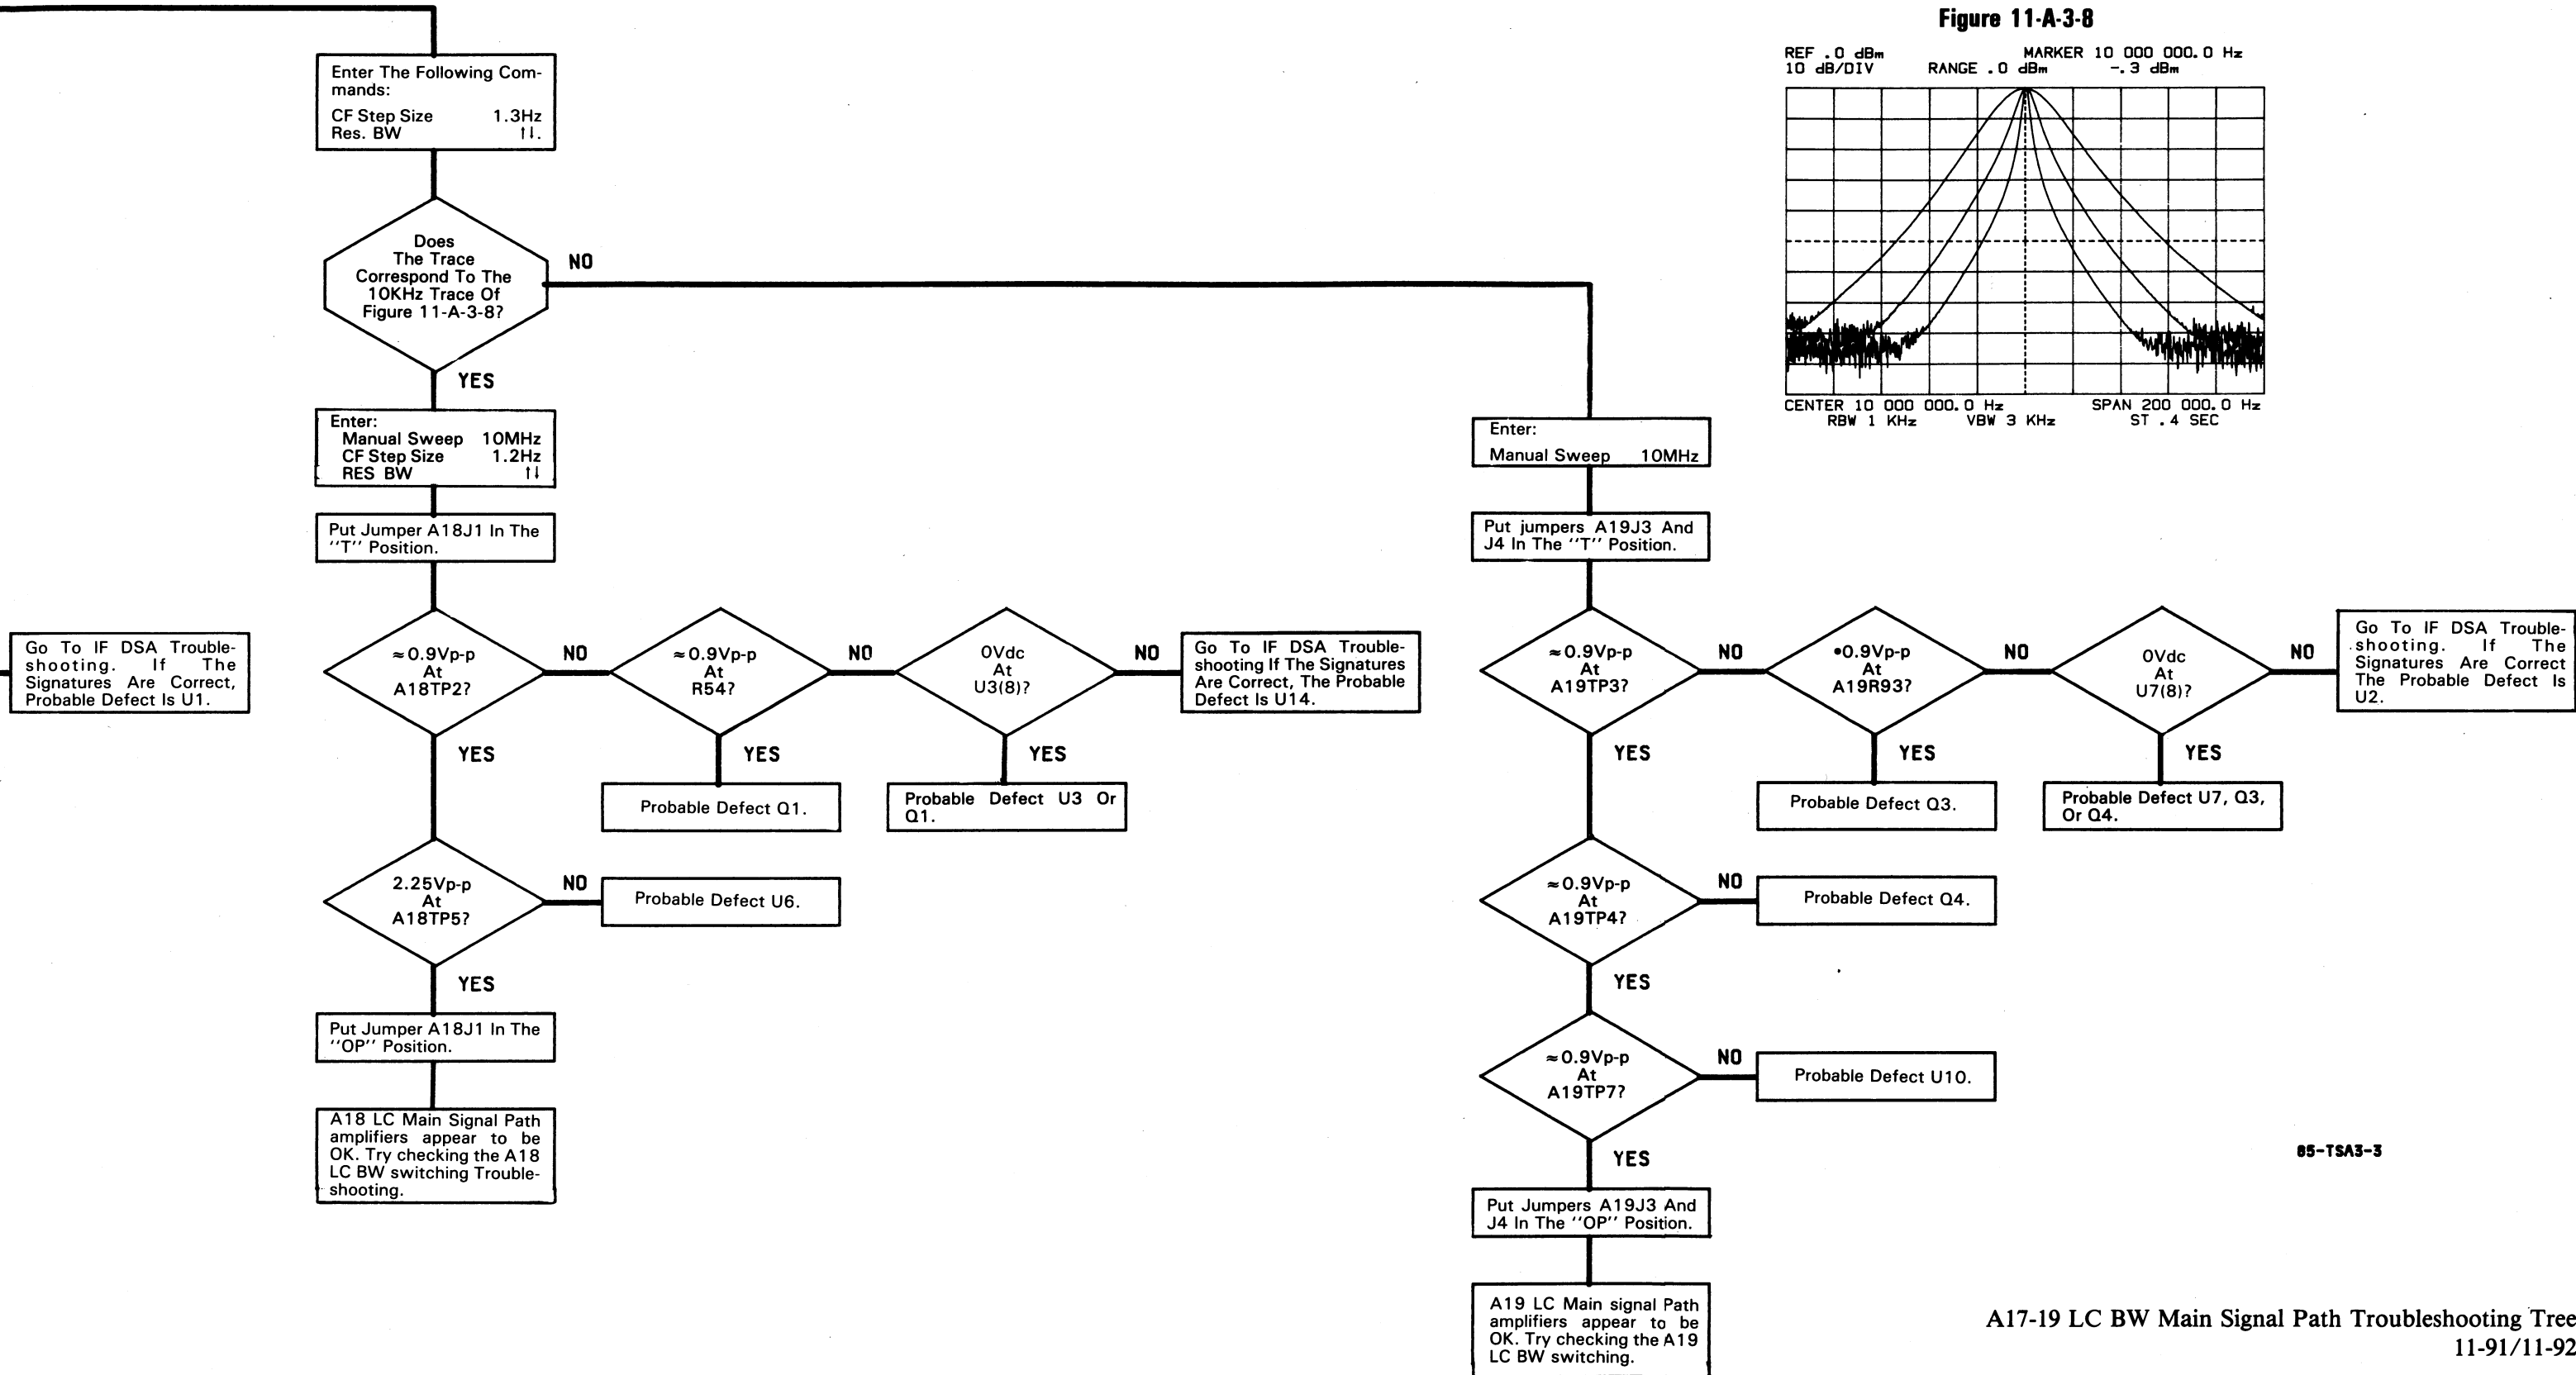 Enter The Following Com-
mands:
CF Step Size 1.3Hz
Res. BW ↑↓.
Does
The Trace
Correspond To The
10KHz Trace Of
Figure 11-A-3-8?
NO
YES
Enter:
Manual Sweep 10MHz
CF Step Size 1.2Hz
RES BW ↑↓
Put Jumper A18J1 In The
''T'' Position.
Go To IF DSA Trouble-
shooting. If The
Signatures Are Correct,
Probable Defect Is U1.
≈0.9Vp-p
At
A18TP2?
NO
≈0.9Vp-p
At
R54?
NO
0Vdc
At
U3(8)?
NO
Go To IF DSA Trouble-
shooting If The Signatures
Are Correct, The Probable
Defect Is U14.
YES
YES
YES
Probable Defect Q1.
Probable Defect U3 Or
Q1.
2.25Vp-p
At
A18TP5?
NO
Probable Defect U6.
YES
Put Jumper A18J1 In The
''OP'' Position.
A18 LC Main Signal Path
amplifiers appear to be
OK. Try checking the A18
LC BW switching Trouble-
shooting.
Figure 11-A-3-8
REF .0 dBm MARKER 10 000 000.0 Hz
10 dB/DIV RANGE .0 dBm -.3 dBm
CENTER 10 000 000.0 Hz SPAN 200 000.0 Hz
RBW 1 KHz VBW 3 KHz ST .4 SEC
Enter:
Manual Sweep 10MHz
Put jumpers A19J3 And
J4 In The ''T'' Position.
≈0.9Vp-p
At
A19TP3?
NO
•0.9Vp-p
At
A19R93?
NO
0Vdc
At
U7(8)?
NO
Go To IF DSA Trouble-
shooting. If The
Signatures Are Correct
The Probable Defect Is
U2.
YES
YES
YES
Probable Defect Q3.
Probable Defect U7, Q3,
Or Q4.
≈0.9Vp-p
At
A19TP4?
NO
Probable Defect Q4.
YES
≈0.9Vp-p
At
A19TP7?
NO
Probable Defect U10.
YES
Put Jumpers A19J3 And
J4 In The ''OP'' Position.
A19 LC Main signal Path
amplifiers appear to be
OK. Try checking the A19
LC BW switching.
85-TSA3-3
A17-19 LC BW Main Signal Path Troubleshooting Tree
11-91/11-92